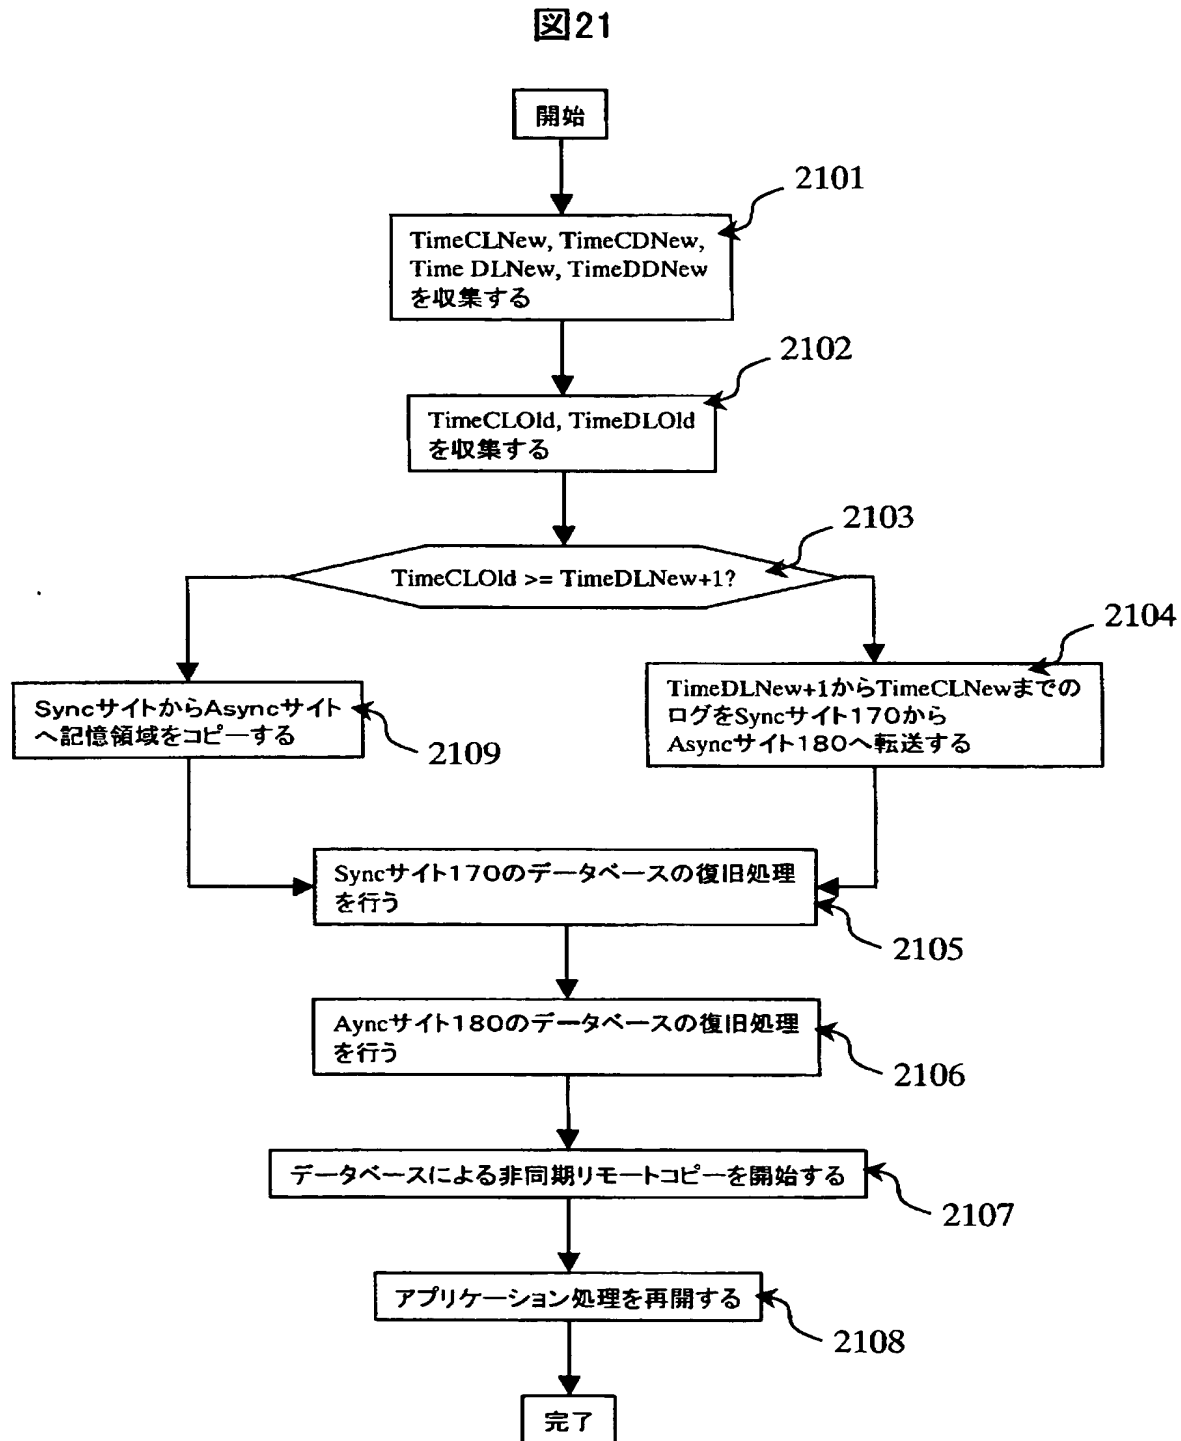 図21
開始
2101
TimeCLNew, TimeCDNew,
Time DLNew, TimeDDNew
を収集する
2102
TimeCLOld, TimeDLOld
を収集する
2103
TimeCLOld >= TimeDLNew+1?
2104
TimeDLNew+1からTimeCLNewまでの
ログをSyncサイト170から
Asyncサイト180へ転送する
SyncサイトからAsyncサイト
へ記憶領域をコピーする
2109
Syncサイト170のデータベースの復旧処理
を行う
2105
Ayncサイト180のデータベースの復旧処理
を行う
2106
データベースによる非同期リモートコピーを開始する
2107
アプリケーション処理を再開する
2108
完了